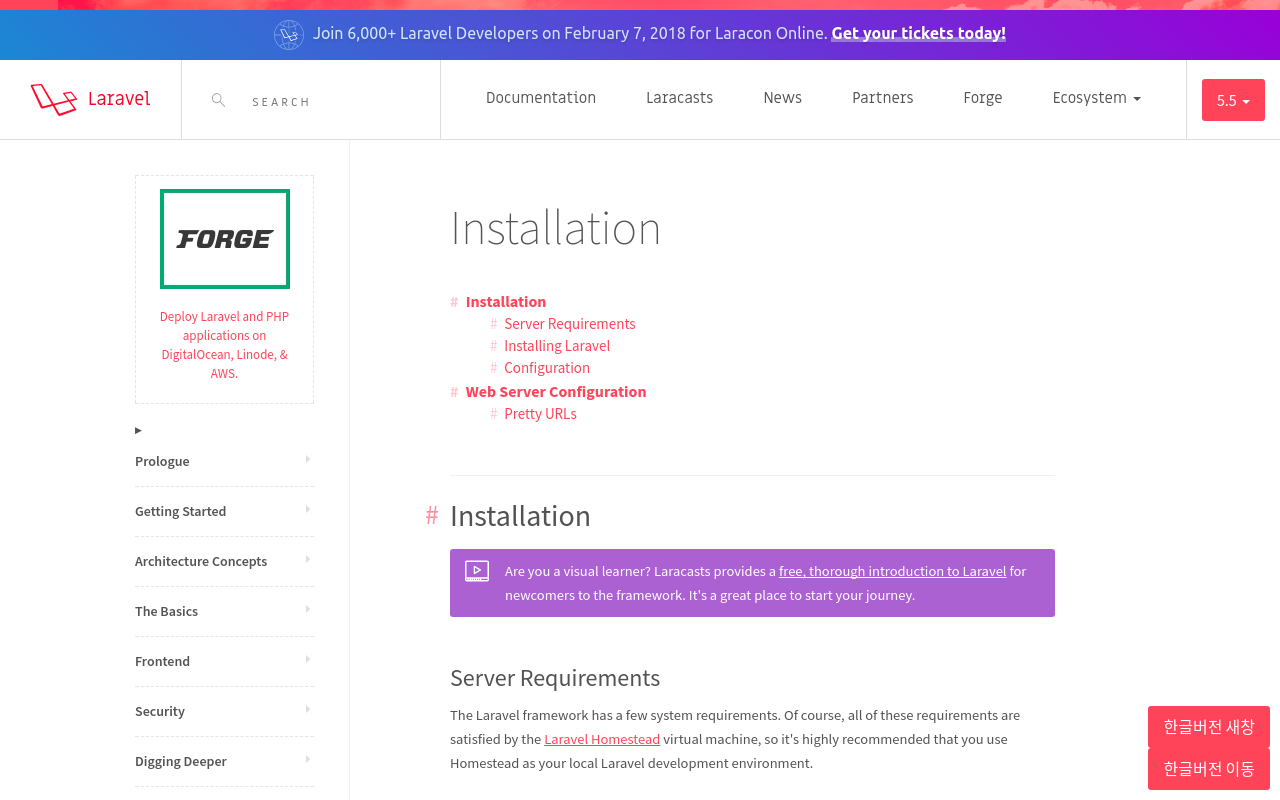 Join 6,000+ Laravel Developers on February 7, 2018 for Laracon Online. Get your tickets today!
Laravel
SEARCH
Documentation
Laracasts
News
Partners
Forge
Ecosystem
5.5
FORGE
Deploy Laravel and PHP
applications on
DigitalOcean, Linode, &
AWS.
Prologue
Getting Started
Architecture Concepts
The Basics
Frontend
Security
Digging Deeper
Installation
# Installation
# Server Requirements
# Installing Laravel
# Configuration
# Web Server Configuration
# Pretty URLs
# Installation
Are you a visual learner? Laracasts provides a free, thorough introduction to Laravel for
newcomers to the framework. It's a great place to start your journey.
Server Requirements
The Laravel framework has a few system requirements. Of course, all of these requirements are
satisfied by the Laravel Homestead virtual machine, so it's highly recommended that you use
Homestead as your local Laravel development environment.
한글버전 새창
한글버전 이동